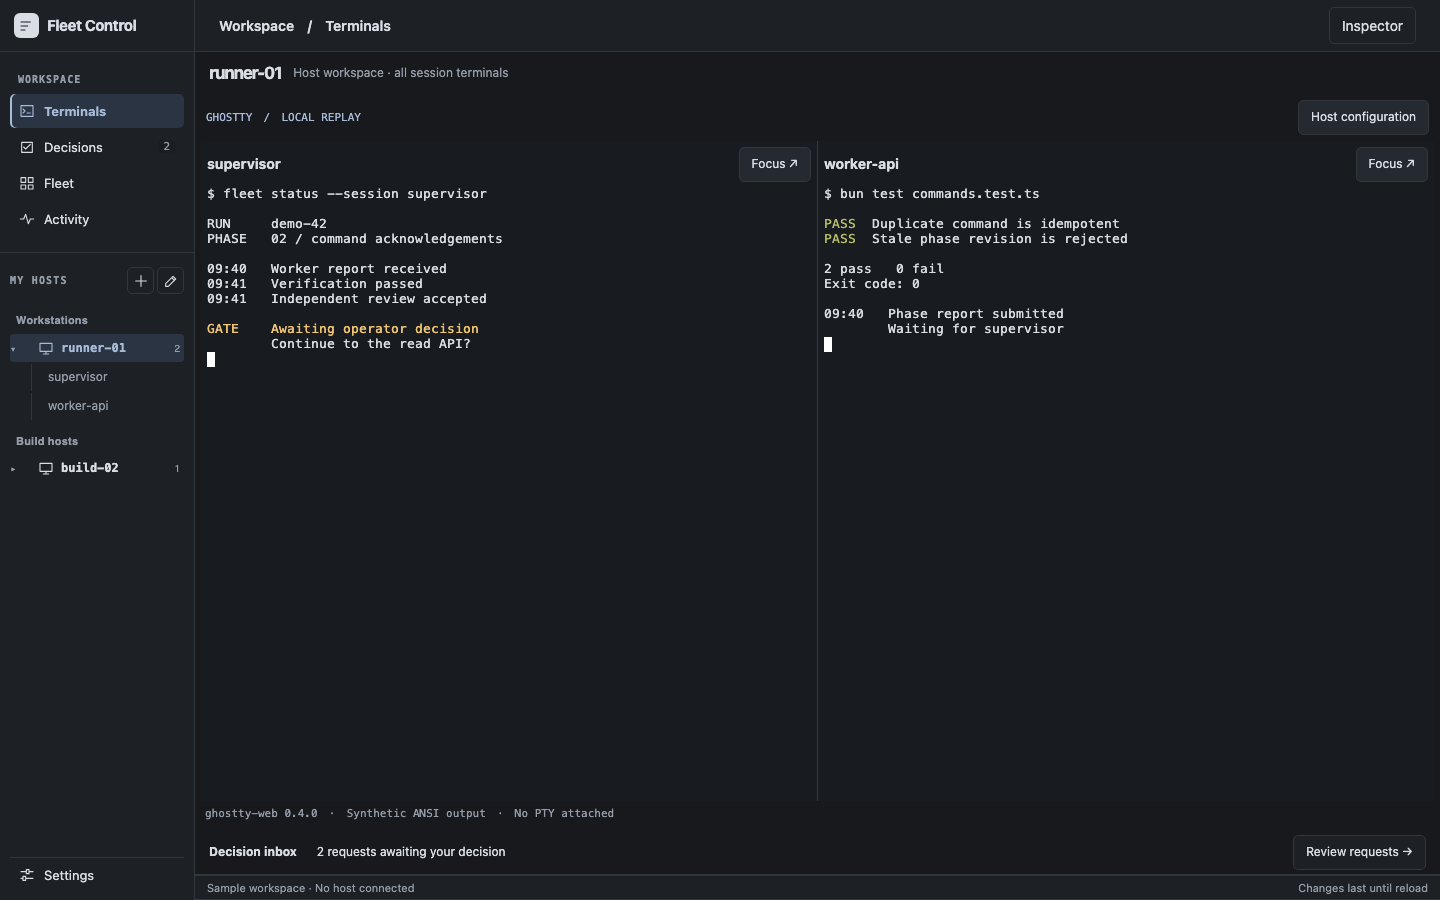 Fleet Control
Workspace / Terminals
Inspector
WORKSPACE
Terminals
Decisions 2
Fleet
Activity
MY HOSTS
Workstations
runner-01 2
supervisor
worker-api
Build hosts
build-02 1
Settings
runner-01 Host workspace · all session terminals
GHOSTTY / LOCAL REPLAY
Host configuration
supervisor
Focus ↗
$ fleet status --session supervisor
RUN demo-42
PHASE 02 / command acknowledgements
09:40 Worker report received
09:41 Verification passed
09:41 Independent review accepted
GATE Awaiting operator decision
Continue to the read API?
worker-api
Focus ↗
$ bun test commands.test.ts
PASS Duplicate command is idempotent
PASS Stale phase revision is rejected
2 pass 0 fail
Exit code: 0
09:40 Phase report submitted
Waiting for supervisor
ghostty-web 0.4.0 · Synthetic ANSI output · No PTY attached
Decision inbox 2 requests awaiting your decision
Review requests →
Sample workspace · No host connected
Changes last until reload